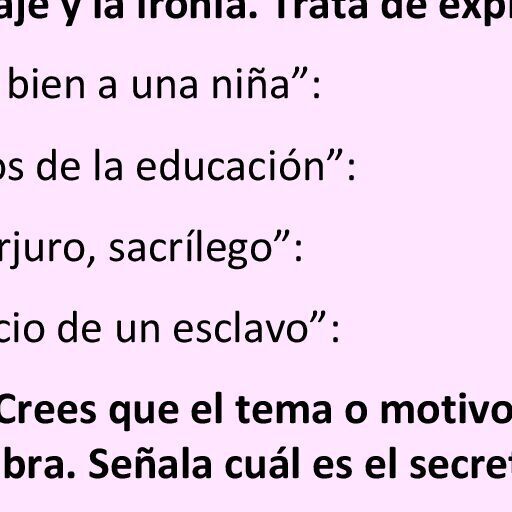 aje y la ironía. Trata de expl
bien a una niña”:
os de la educación”:
rjuro, sacrílego”:
cio de un esclavo”:
Crees que el tema o motivo
bra. Señala cuál es el secret